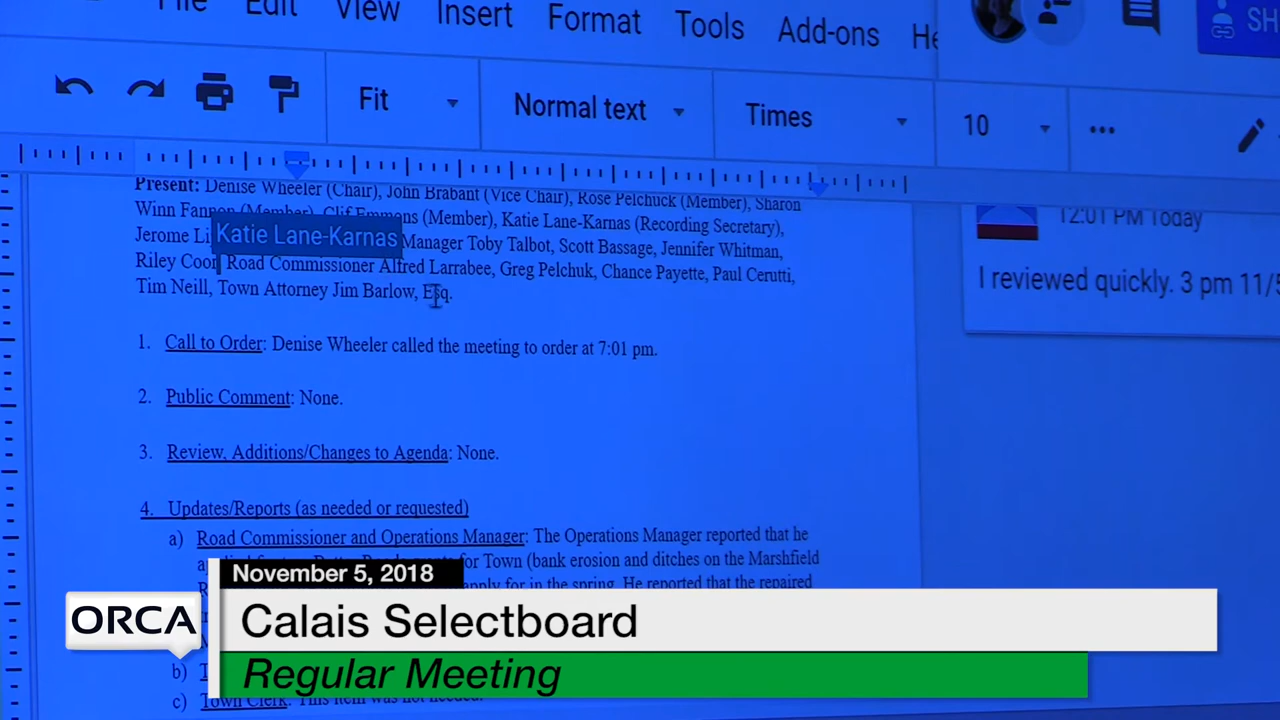 File Edit View Insert Format Tools Add-ons He SH
Fit Normal text Times 10
Present: Denise Wheeler (Chair), John Brabant (Vice Chair), Rose Pelchuck (Member), Sharon
Winn Fannon (Member), Clif Emmons (Member), Katie Lane-Karnas (Recording Secretary),
Jerome Li Katie Lane-Karnas Manager Toby Talbot, Scott Bassage, Jennifer Whitman,
Riley Coon Road Commissioner Alfred Larrabee, Greg Pelchuk, Chance Payette, Paul Cerutti,
Tim Neill, Town Attorney Jim Barlow, Esq.
12:01 PM Today
I reviewed quickly. 3 pm 11/5
1. Call to Order: Denise Wheeler called the meeting to order at 7:01 pm.
2. Public Comment: None.
3. Review, Additions/Changes to Agenda: None.
4. Updates/Reports (as needed or requested)
a) Road Commissioner and Operations Manager: The Operations Manager reported that he
for Town (bank erosion and ditches on the Marshfield
apply for in the spring. He reported that the repaired
b)
c) Town Clerk: This item was not needed.
November 5, 2018
ORCA
Calais Selectboard
Regular Meeting